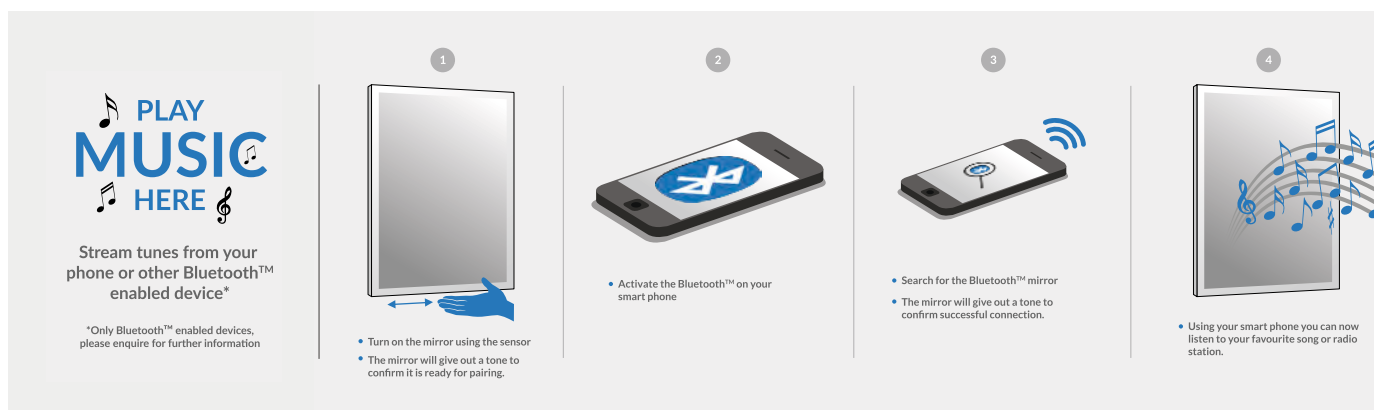 PLAY
MUSIC
HERE
Stream tunes from your
phone or other Bluetooth™
enabled device*
*Only Bluetooth™ enabled devices,
please enquire for further information
1
• Turn on the mirror using the sensor
• The mirror will give out a tone to
confirm it is ready for pairing.
2
• Activate the Bluetooth™ on your
smart phone
3
• Search for the Bluetooth™ mirror
• The mirror will give out a tone to
confirm successful connection.
4
• Using your smart phone you can now
listen to your favourite song or radio
station.